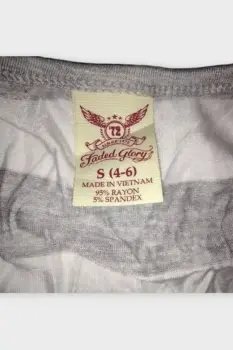 72
Faded Glory
S (4-6)
MADE IN VIETNAM
95% RAYON
5% SPANDEX